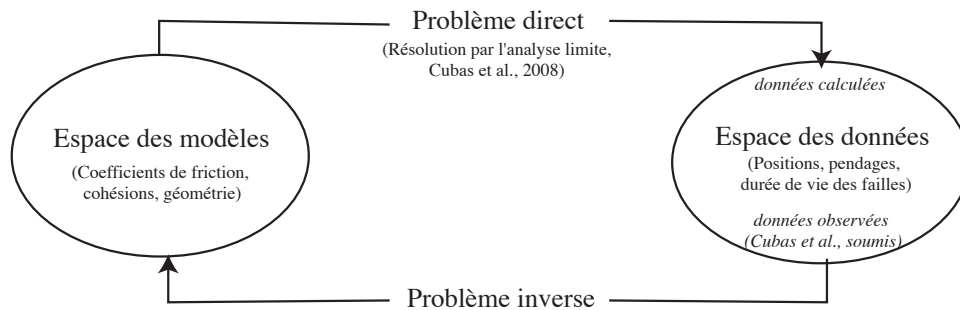 Problème direct
(Résolution par l'analyse limite,
Cubas et al., 2008)
Espace des modèles
(Coefficients de friction,
cohésions, géométrie)
données calculées
Espace des données
(Positions, pendages,
durée de vie des failles)
données observées
(Cubas et al., soumis)
Problème inverse